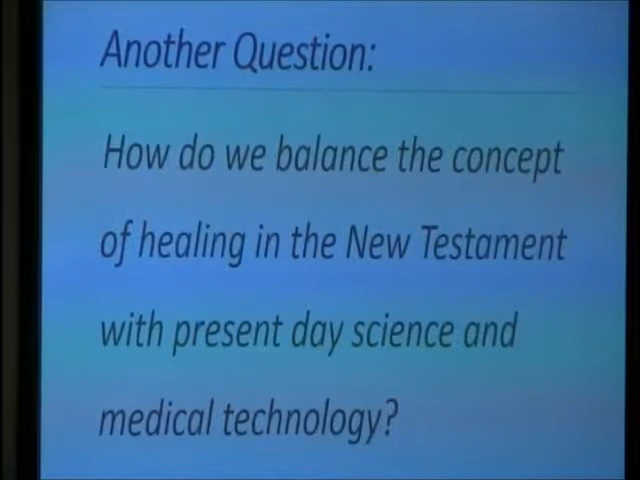 Another Question:
How do we balance the concept
of healing in the New Testament
with present day science and
medical technology?